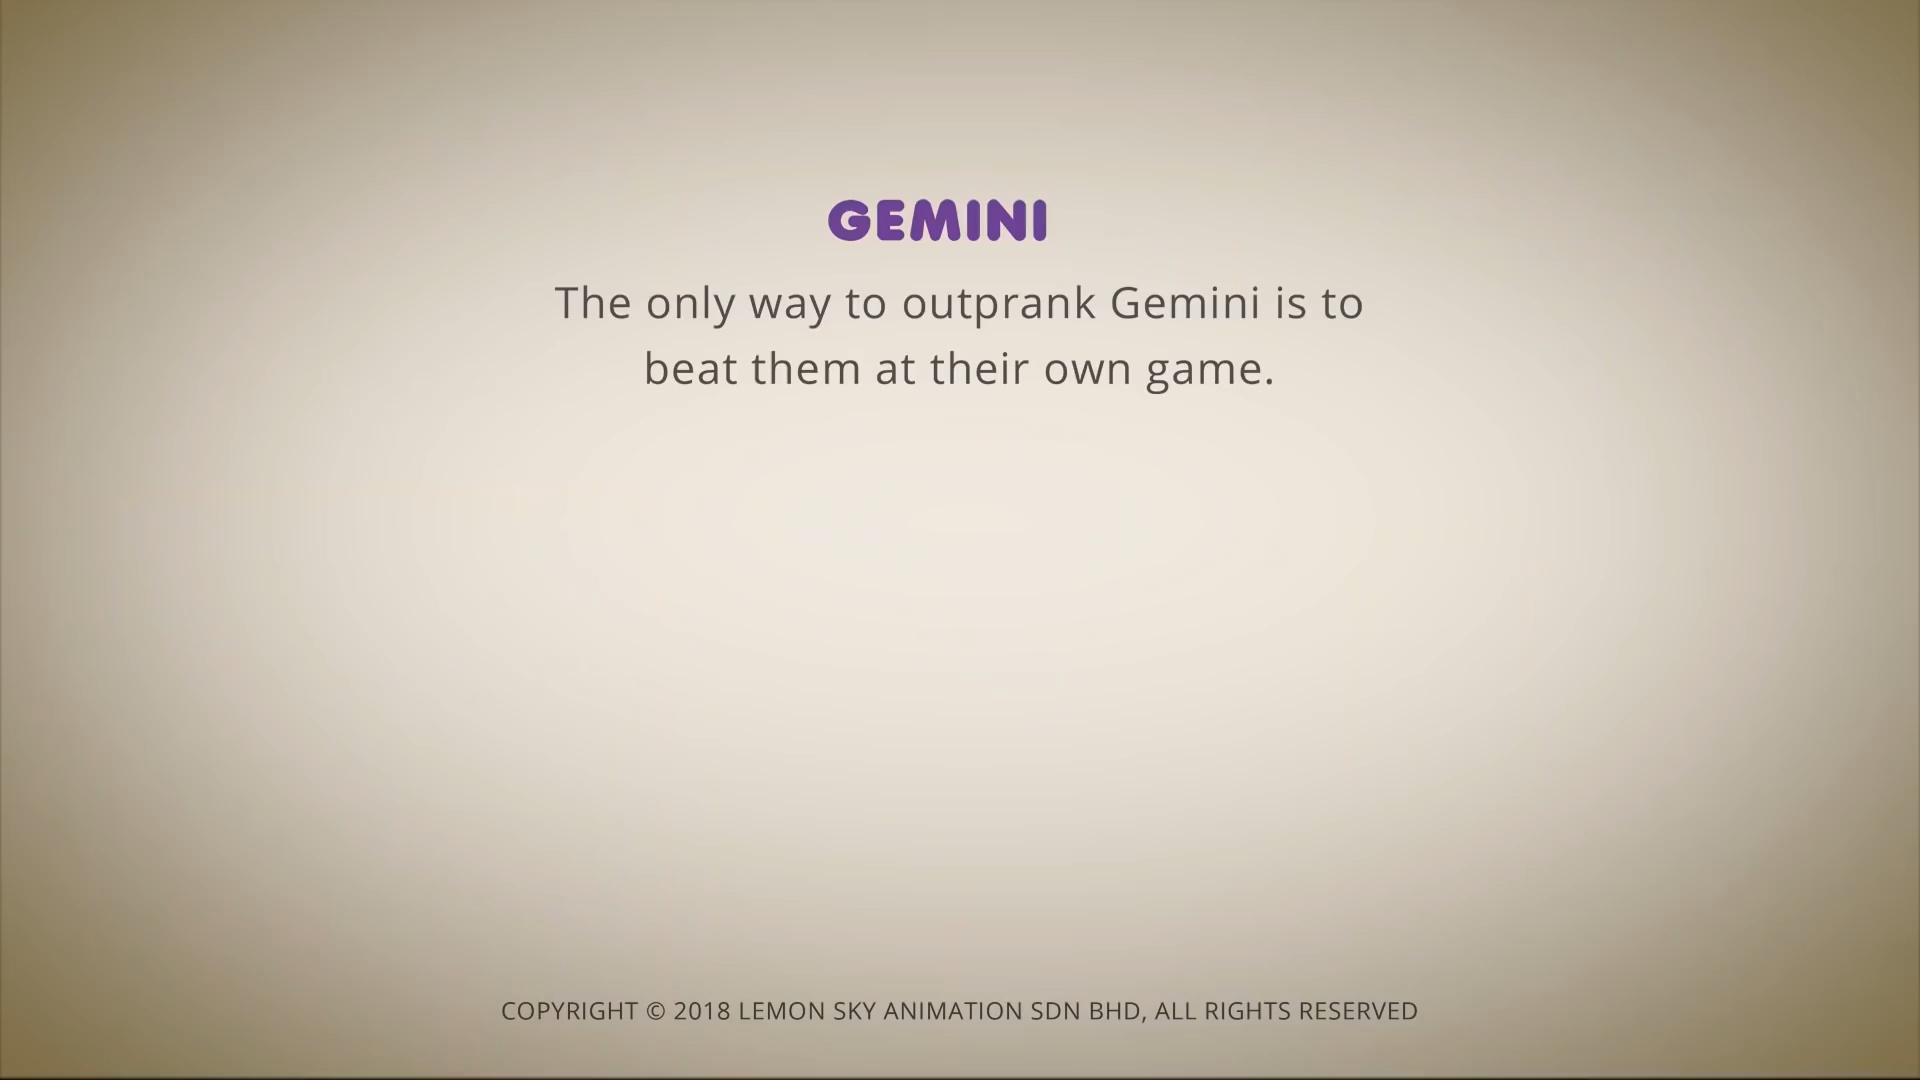 GEMINI
The only way to outprank Gemini is to
beat them at their own game.
COPYRIGHT © 2018 LEMON SKY ANIMATION SDN BHD, ALL RIGHTS RESERVED